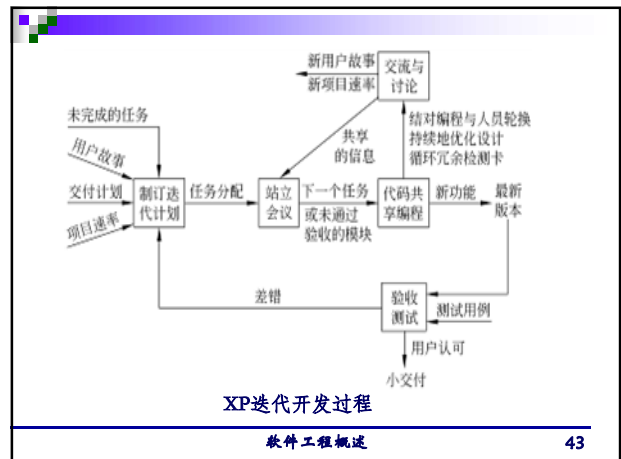 新用户故事
新项目速率
交流与
讨论
未完成的任务
结对编程与人员轮换
持续地优化设计
循环冗余检测卡
共享
的信息
用户故事
交付计划
项目速率
制订迭
代计划
任务分配
站立
会议
下一个任务
或未通过
验收的模块
代码共
享编程
新功能
最新
版本
差错
验收
测试
测试用例
用户认可
小交付
XP迭代开发过程
软件工程概述
43